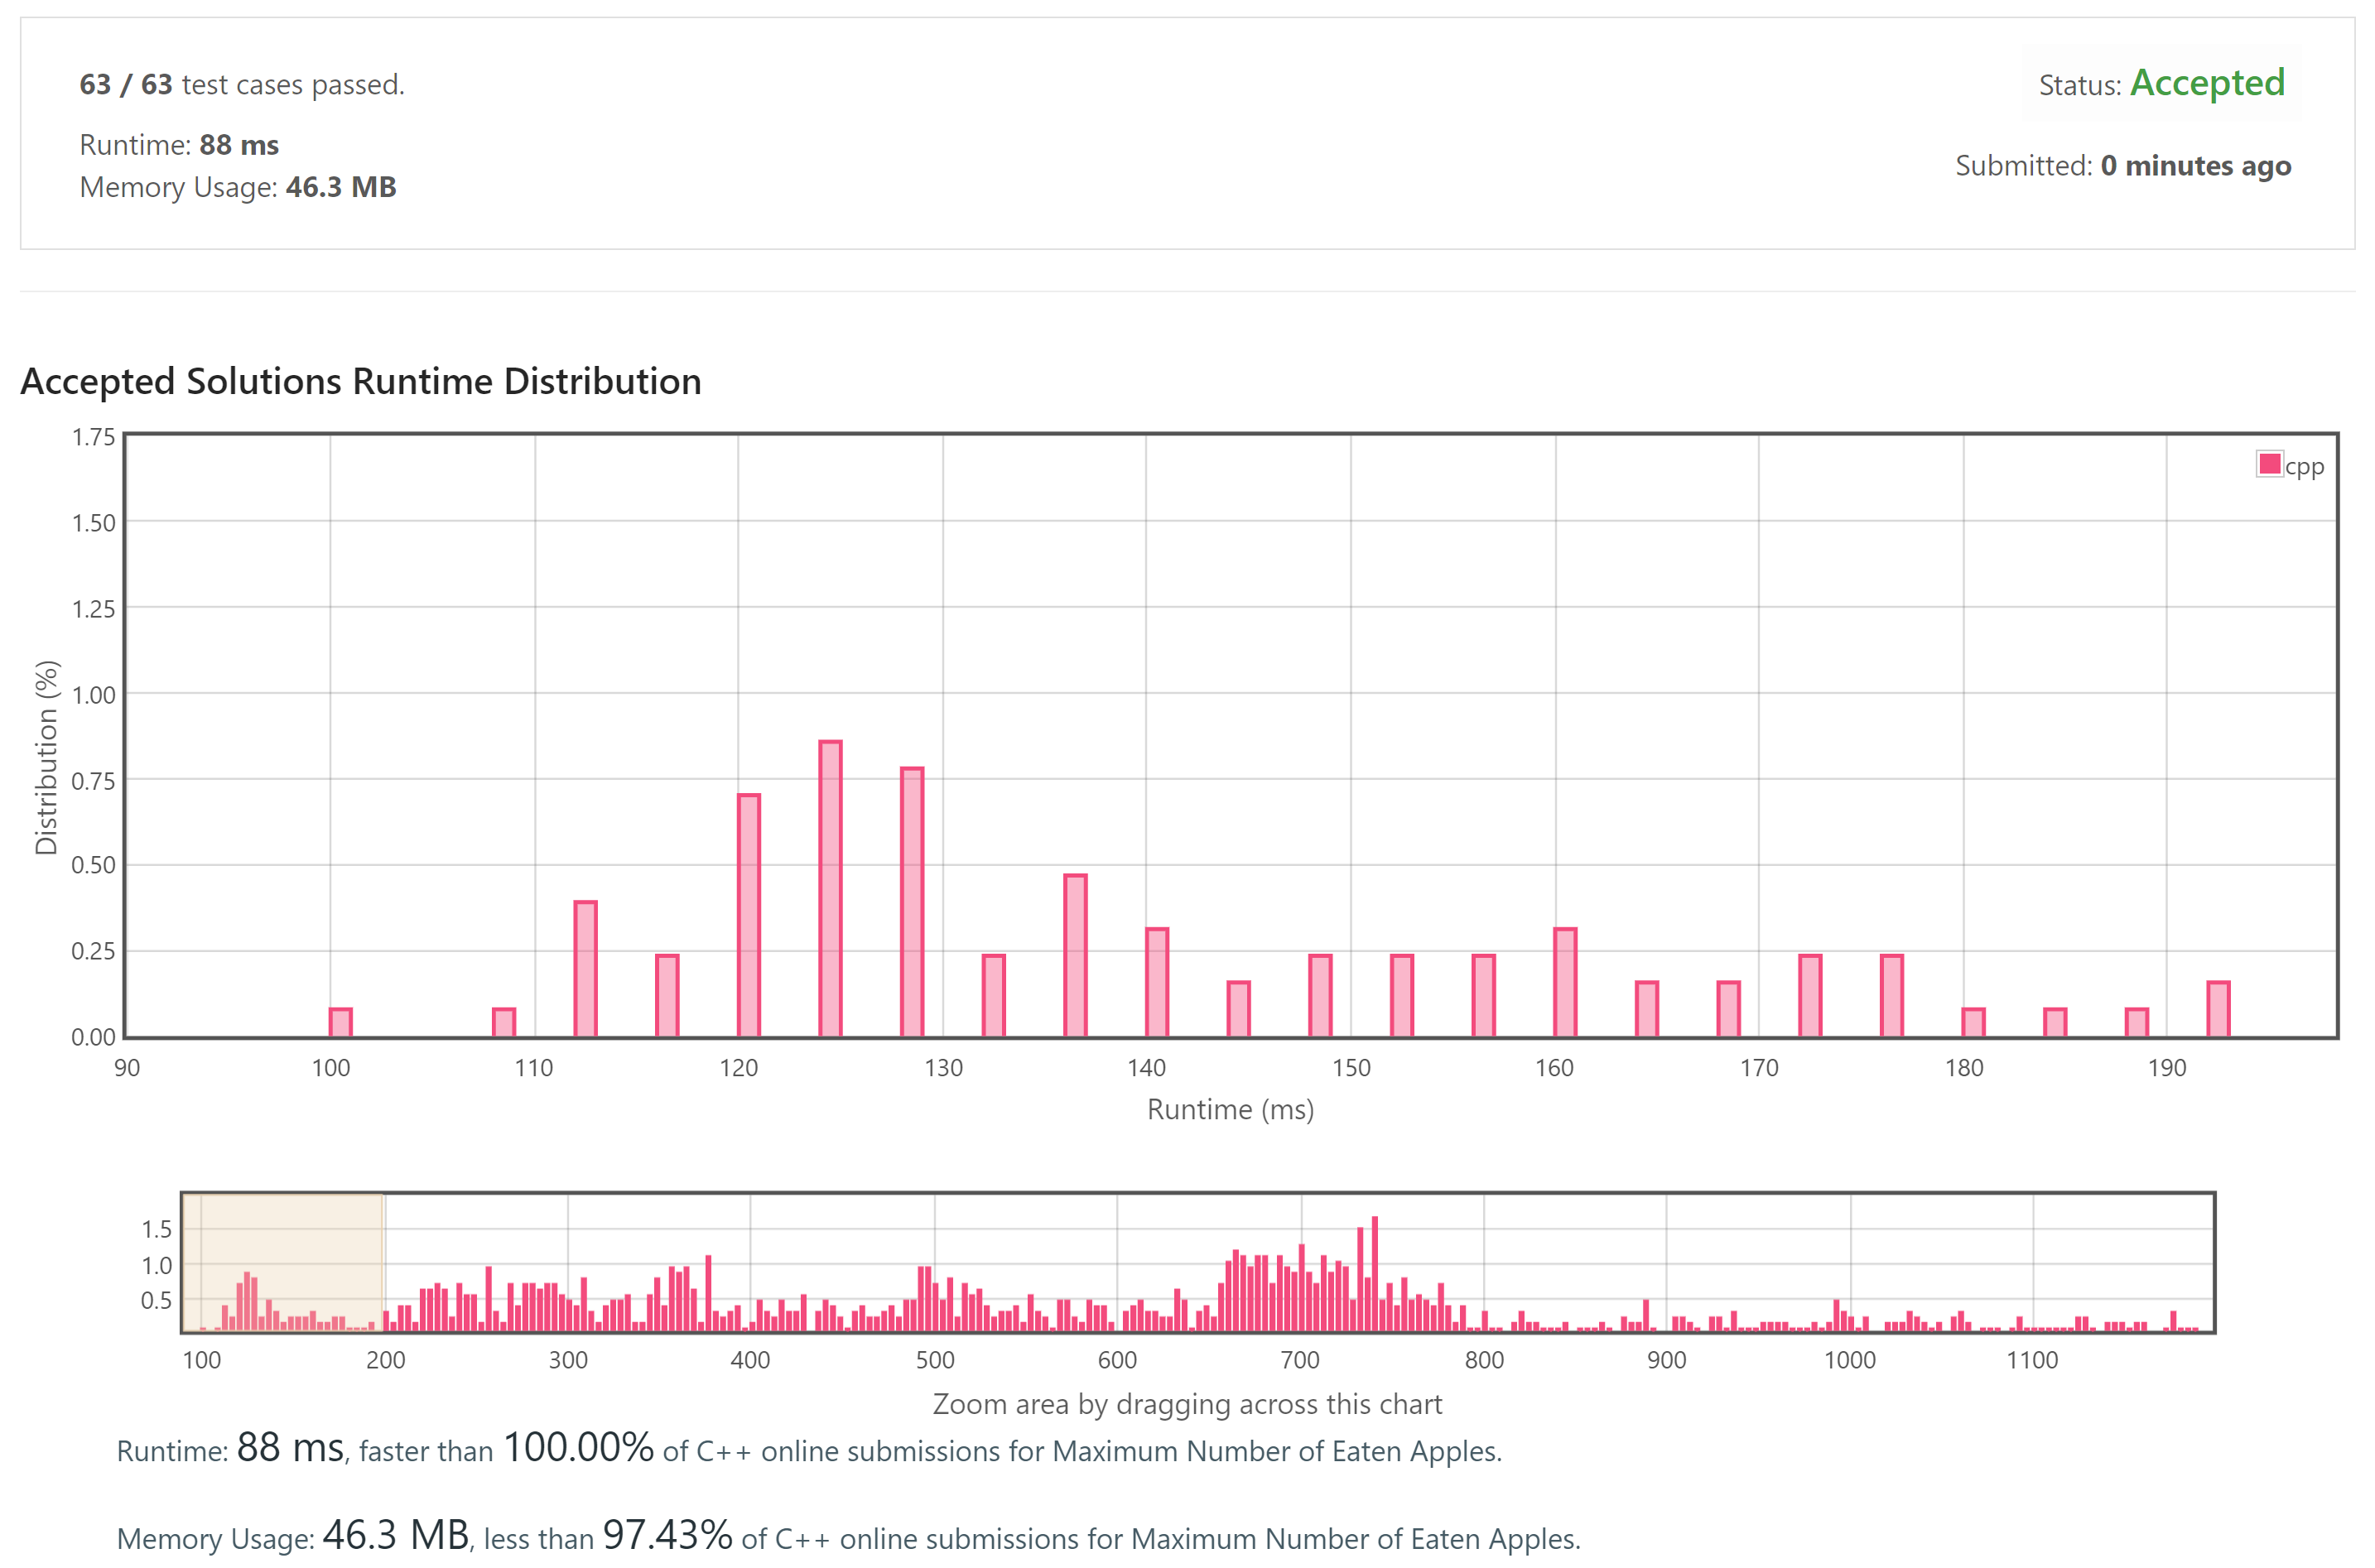 63 / 63 test cases passed.
Status: Accepted
Runtime: 88 ms
Submitted: 0 minutes ago
Memory Usage: 46.3 MB
Accepted Solutions Runtime Distribution
1.75
1.50
1.25
1.00
0.75
0.50
0.25
0.00
Distribution (%)
cpp
90 100 110 120 130 140 150 160 170 180 190
Runtime (ms)
1.5
1.0
0.5
100 200 300 400 500 600 700 800 900 1000 1100
Zoom area by dragging across this chart
Runtime: 88 ms, faster than 100.00% of C++ online submissions for Maximum Number of Eaten Apples.
Memory Usage: 46.3 MB, less than 97.43% of C++ online submissions for Maximum Number of Eaten Apples.